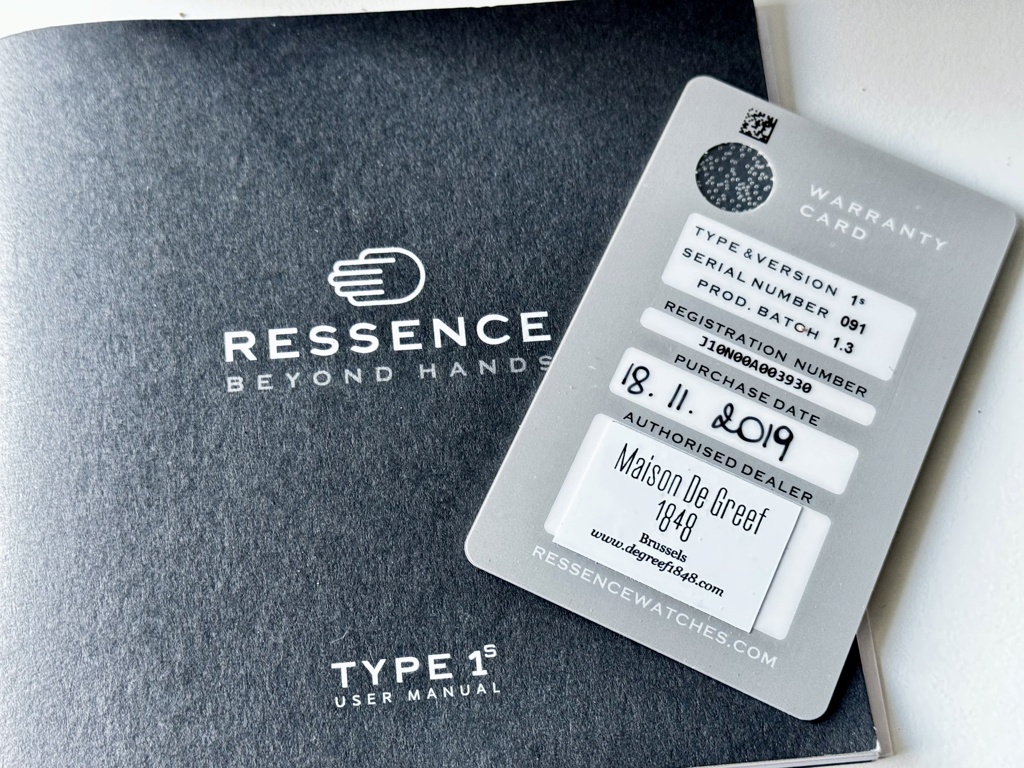 RESSENCE
BEYOND HANDS
TYPE 1s
USER MANUAL
WARRANTY
CARD
TYPE & VERSION 1s
SERIAL NUMBER 091
PROD. BATCH 1.3
REGISTRATION NUMBER
J10N00A003930
PURCHASE DATE
18. 11. 2019
AUTHORISED DEALER
Maison De Greef
1848
Brussels
www.degreef1848.com
RESSENCEWATCHES.COM